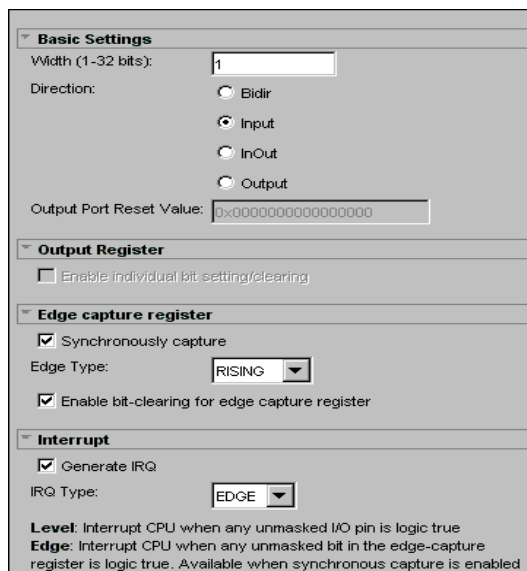 Basic Settings
Width (1-32 bits): 1
Direction: Bidir
Input
InOut
Output
Output Port Reset Value: 0x0000000000000000
Output Register
Enable individual bit setting/clearing
Edge capture register
Synchronously capture
Edge Type: RISING
Enable bit-clearing for edge capture register
Interrupt
Generate IRQ
IRQ Type: EDGE
Level: Interrupt CPU when any unmasked I/O pin is logic true
Edge: Interrupt CPU when any unmasked bit in the edge-capture
register is logic true. Available when synchronous capture is enabled